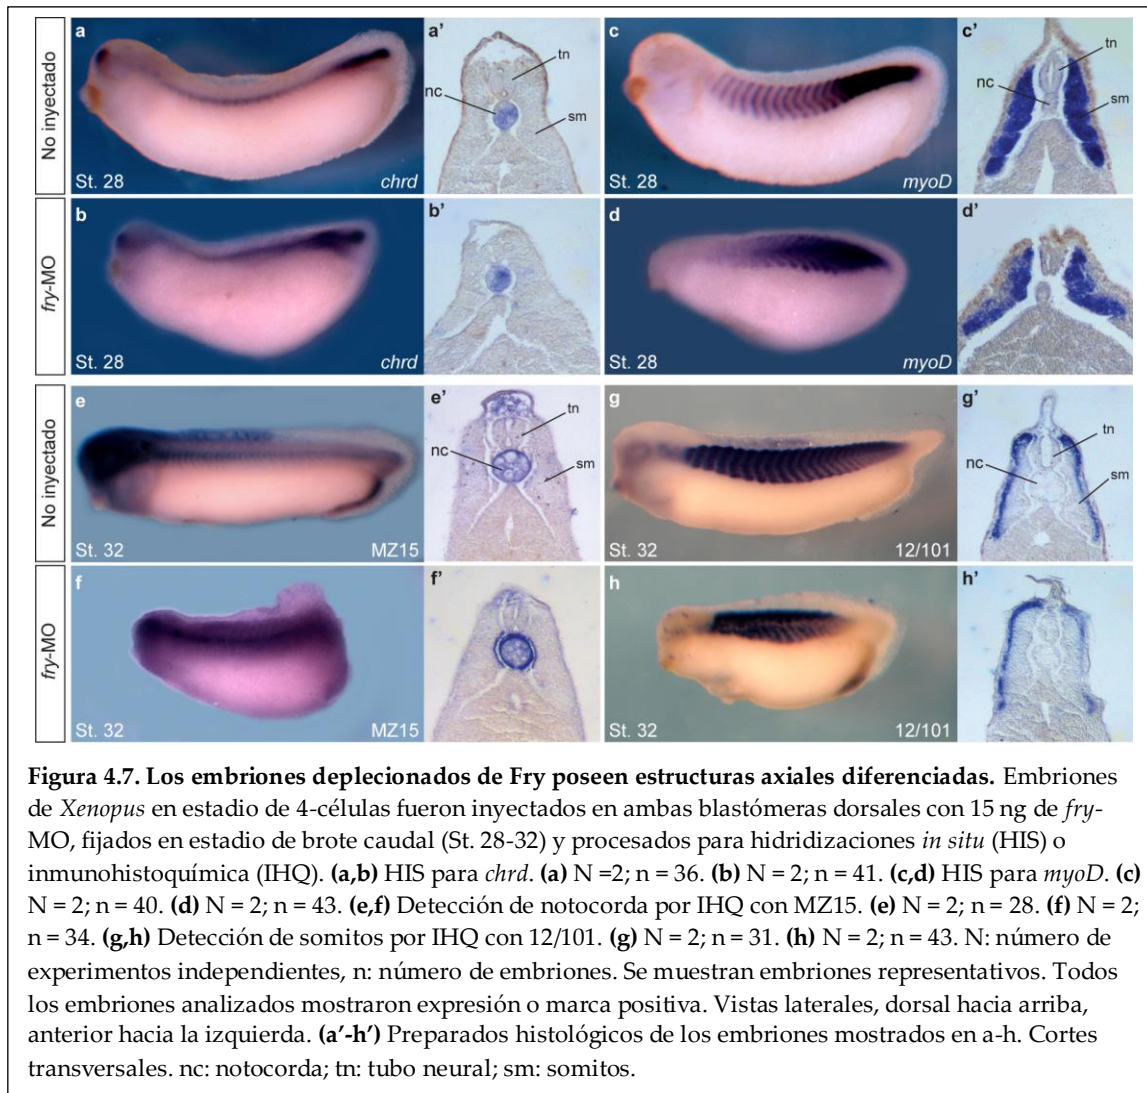 No inyectado
a
St. 28
chrd
a’
tn
nc
sm
c
St. 28
myoD
c’
tn
nc
sm
fry-MO
b
St. 28
chrd
b’
d
St. 28
myoD
d’
No inyectado
e
St. 32
MZ15
e’
tn
nc
sm
g
St. 32
12/101
g’
tn
nc
sm
fry-MO
f
St. 32
MZ15
f’
h
St. 32
12/101
h’
Figura 4.7. Los embriones deplecionados de Fry poseen estructuras axiales diferenciadas. Embriones
de Xenopus en estadio de 4-células fueron inyectados en ambas blastómeras dorsales con 15 ng de fry-
MO, fijados en estadio de brote caudal (St. 28-32) y procesados para hidridizaciones in situ (HIS) o
inmunohistoquímica (IHQ). (a,b) HIS para chrd. (a) N =2; n = 36. (b) N = 2; n = 41. (c,d) HIS para myoD. (c)
N = 2; n = 40. (d) N = 2; n = 43. (e,f) Detección de notocorda por IHQ con MZ15. (e) N = 2; n = 28. (f) N = 2;
n = 34. (g,h) Detección de somitos por IHQ con 12/101. (g) N = 2; n = 31. (h) N = 2; n = 43. N: número de
experimentos independientes, n: número de embriones. Se muestran embriones representativos. Todos
los embriones analizados mostraron expresión o marca positiva. Vistas laterales, dorsal hacia arriba,
anterior hacia la izquierda. (a’-h’) Preparados histológicos de los embriones mostrados en a-h. Cortes
transversales. nc: notocorda; tn: tubo neural; sm: somitos.